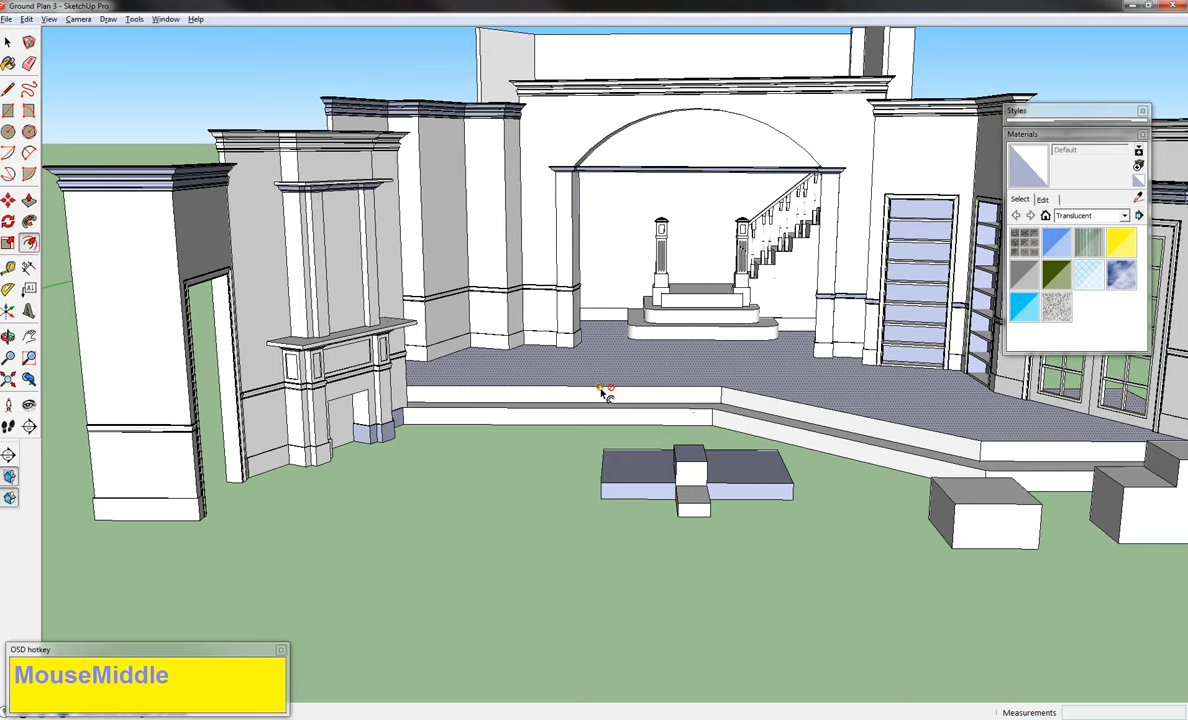 Ground Plan 3 - SketchUp Pro
File Edit View Camera Draw Tools Window Help
Styles
Materials
Default
Select Edit
Translucent
A1
OSD hotkey
MouseMiddle
Measurements